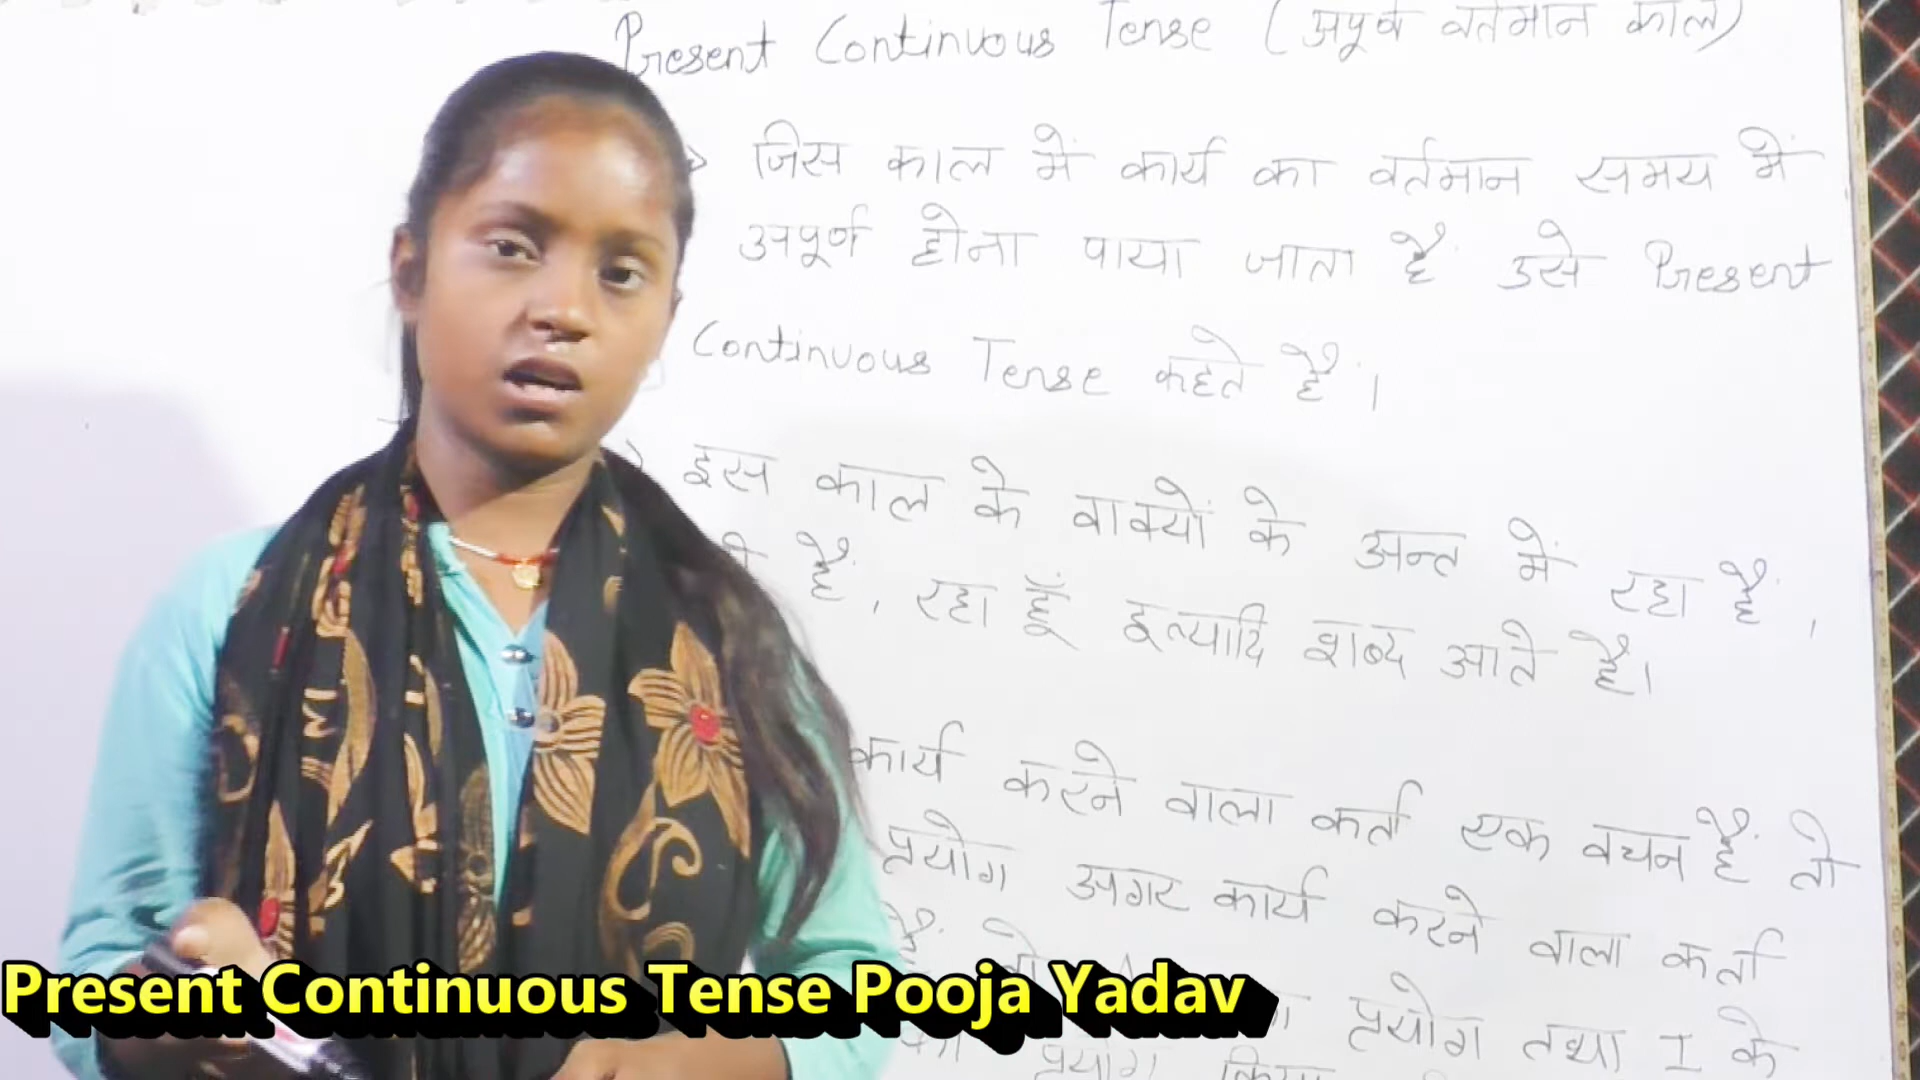 Present Continuous Tense (अपूर्ण वर्तमान काल)
जिस काल में कार्य का वर्तमान समय में
अपूर्ण होना पाया जाता है उसे Present
Continuous Tense कहते हैं।
इस काल के वाक्यों के अन्त में रहा है,
हैं, रहा हूँ इत्यादि शब्द आते हैं।
कार्य करने वाला कर्ता एक वचन हैं तो
प्रयोग अगर कार्य करने वाला कर्ता
हैं तो
प्रयोग तथा I के
का प्रयोग किया
Present Continuous Tense Pooja Yadav